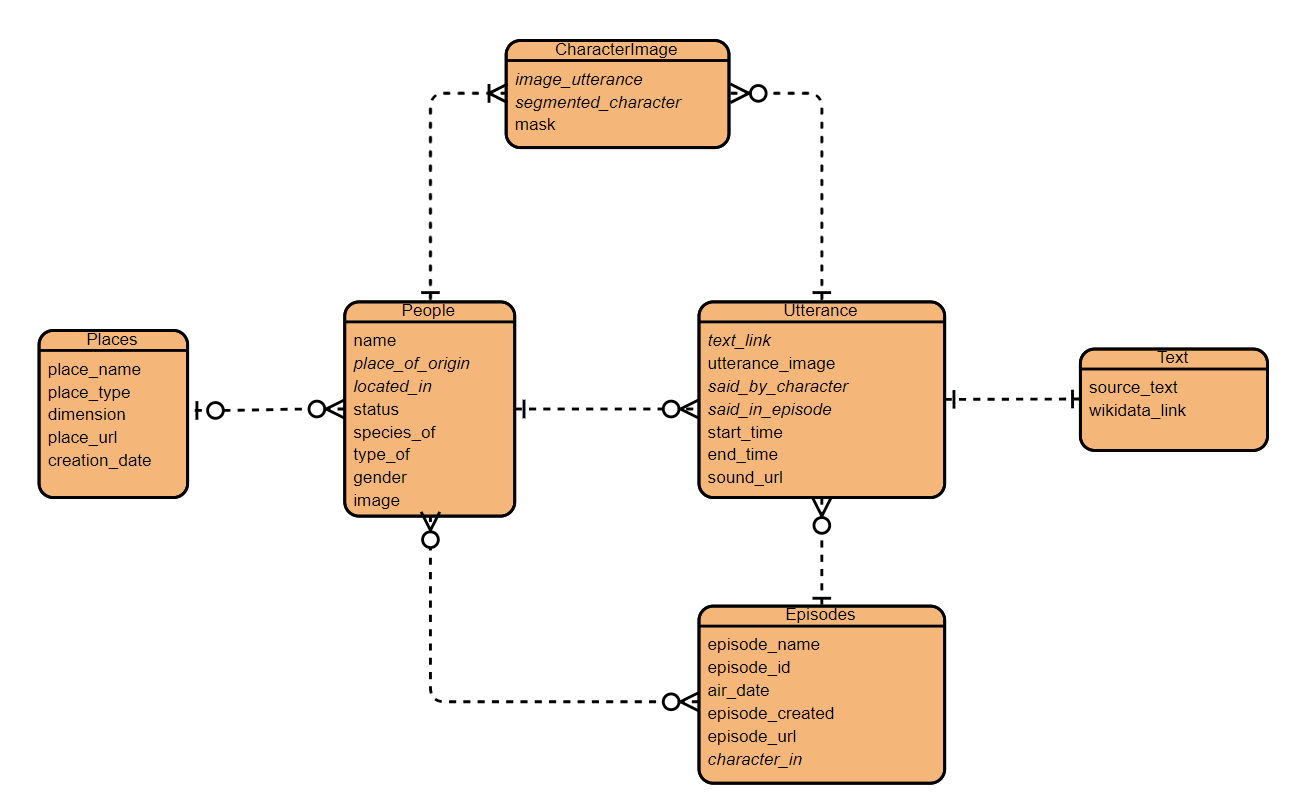 CharacterImage
image_utterance
segmented_character
mask
Places
place_name
place_type
dimension
place_url
creation_date
People
name
place_of_origin
located_in
status
species_of
type_of
gender
image
Utterance
text_link
utterance_image
said_by_character
said_in_episode
start_time
end_time
sound_url
Text
source_text
wikidata_link
Episodes
episode_name
episode_id
air_date
episode_created
episode_url
character_in